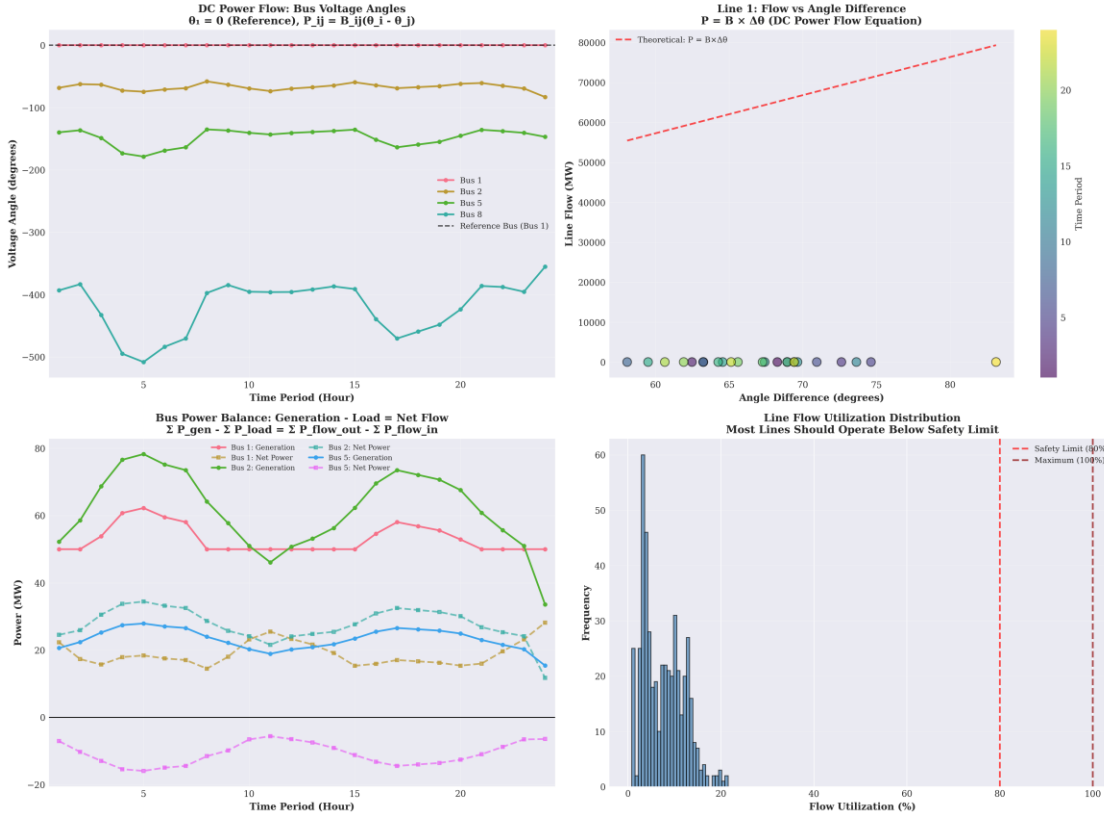 DC Power Flow: Bus Voltage Angles
θ₁ = 0 (Reference), P_ij = B_ij(θ_i - θ_j)
Voltage Angle (degrees)
0
−100
−200
−300
−400
−500
Bus 1
Bus 2
Bus 5
Bus 8
Reference Bus (Bus 1)
5
10
15
20
Time Period (Hour)
Line 1: Flow vs Angle Difference
P = B × Δθ (DC Power Flow Equation)
Line Flow (MW)
80000
70000
60000
50000
40000
30000
20000
10000
0
Theoretical: P = B×Δθ
60
65
70
75
80
Angle Difference (degrees)
20
15
10
5
Time Period
Bus Power Balance: Generation - Load = Net Flow
Σ P_gen - Σ P_load = Σ P_flow_out - Σ P_flow_in
Power (MW)
80
60
40
20
0
−20
Bus 1: Generation
Bus 1: Net Power
Bus 2: Generation
Bus 2: Net Power
Bus 5: Generation
Bus 5: Net Power
5
10
15
20
Time Period (Hour)
Line Flow Utilization Distribution
Most Lines Should Operate Below Safety Limit
Frequency
60
50
40
30
20
10
0
Safety Limit (80%)
Maximum (100%)
0
20
40
60
80
100
Flow Utilization (%)